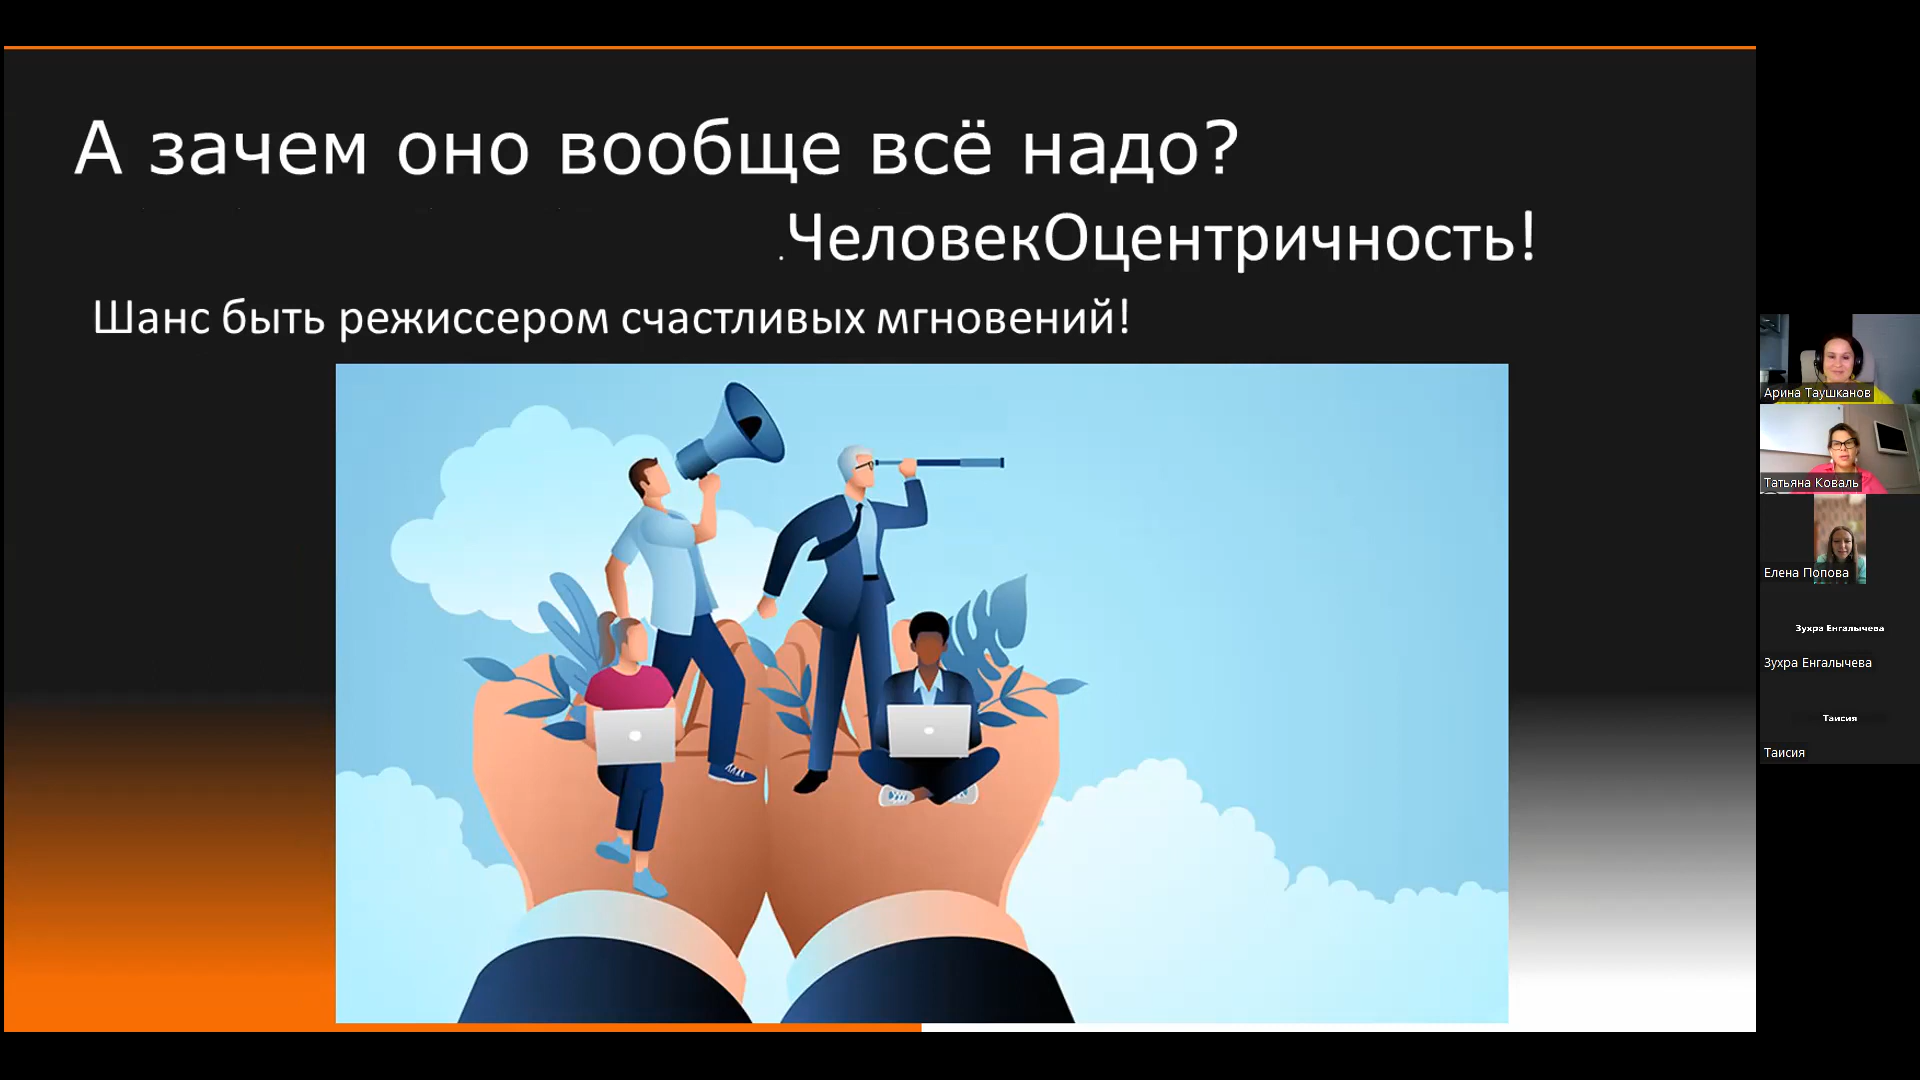 А зачем оно вообще всё надо?
.ЧеловекОцентричность!
Шанс быть режиссером счастливых мгновений!
Арина Таушканов
Татьяна Коваль
Елена Попова
Зухра Енгалычева
Зухра Енгалычева
Таисия
Таисия